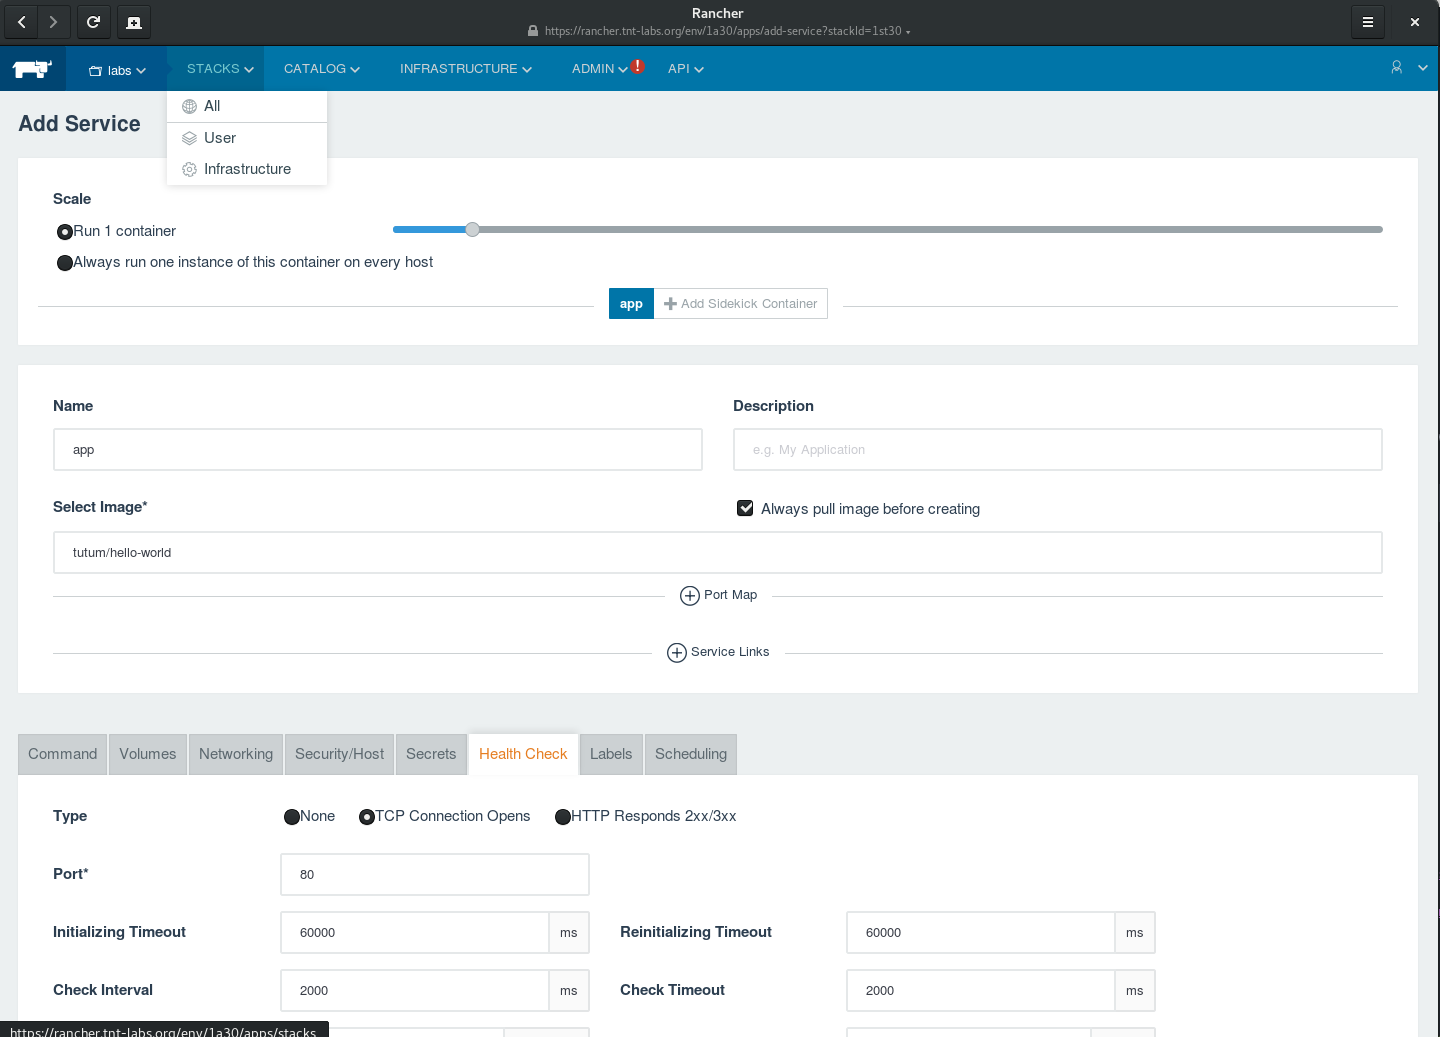 Rancher
https://rancher.tnt-labs.org/env/1a30/apps/add-service?stackId=1st30
labs STACKS CATALOG INFRASTRUCTURE ADMIN ! API
All
User
Infrastructure
Add Service
Scale
Run 1 container
Always run one instance of this container on every host
app Add Sidekick Container
Name Description
app e.g. My Application
Select Image* Always pull image before creating
tutum/hello-world
Port Map
Service Links
Command Volumes Networking Security/Host Secrets Health Check Labels Scheduling
Type None TCP Connection Opens HTTP Responds 2xx/3xx
Port* 80
Initializing Timeout 60000 ms Reinitializing Timeout 60000 ms
Check Interval 2000 ms Check Timeout 2000 ms
https://rancher.tnt-labs.org/env/1a30/apps/stacks